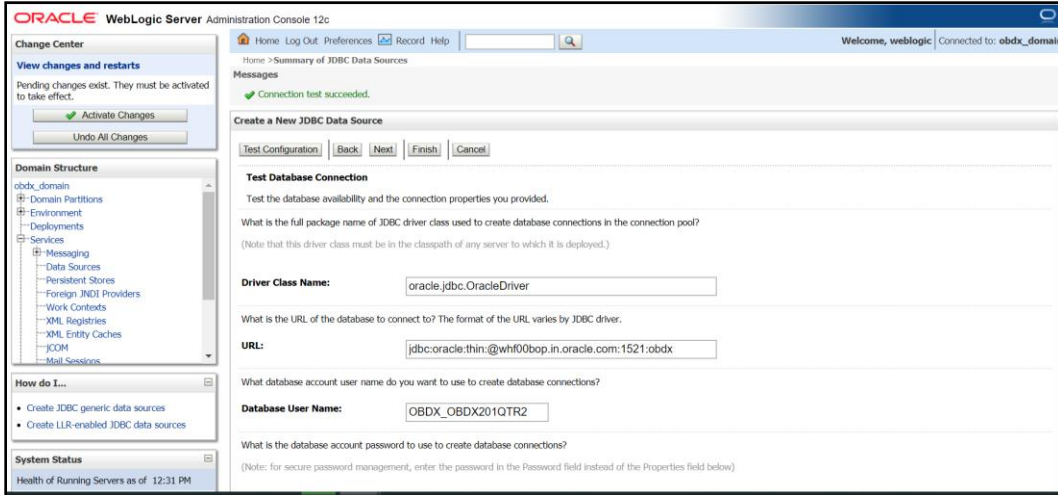 ORACLE WebLogic Server Administration Console 12c
Change Center
View changes and restarts
Pending changes exist. They must be activated
to take effect.
Activate Changes
Undo All Changes
Domain Structure
obdx_domain
Domain Partitions
Environment
Deployments
Services
Messaging
Data Sources
Persistent Stores
Foreign JNDI Providers
Work Contexts
XML Registries
XML Entity Caches
jCOM
Mail Sessions
How do I...
Create JDBC generic data sources
Create LLR-enabled JDBC data sources
System Status
Health of Running Servers as of 12:31 PM
Home Log Out Preferences Record Help
Welcome, weblogic Connected to: obdx_domain
Home >Summary of JDBC Data Sources
Messages
Connection test succeeded.
Create a New JDBC Data Source
Test Configuration Back Next Finish Cancel
Test Database Connection
Test the database availability and the connection properties you provided.
What is the full package name of JDBC driver class used to create database connections in the connection pool?
(Note that this driver class must be in the classpath of any server to which it is deployed.)
Driver Class Name: oracle.jdbc.OracleDriver
What is the URL of the database to connect to? The format of the URL varies by JDBC driver.
URL: jdbc:oracle:thin:@whf00bop.in.oracle.com:1521:obdx
What database account user name do you want to use to create database connections?
Database User Name: OBDX_OBDX201QTR2
What is the database account password to use to create database connections?
(Note: for secure password management, enter the password in the Password field instead of the Properties field below)